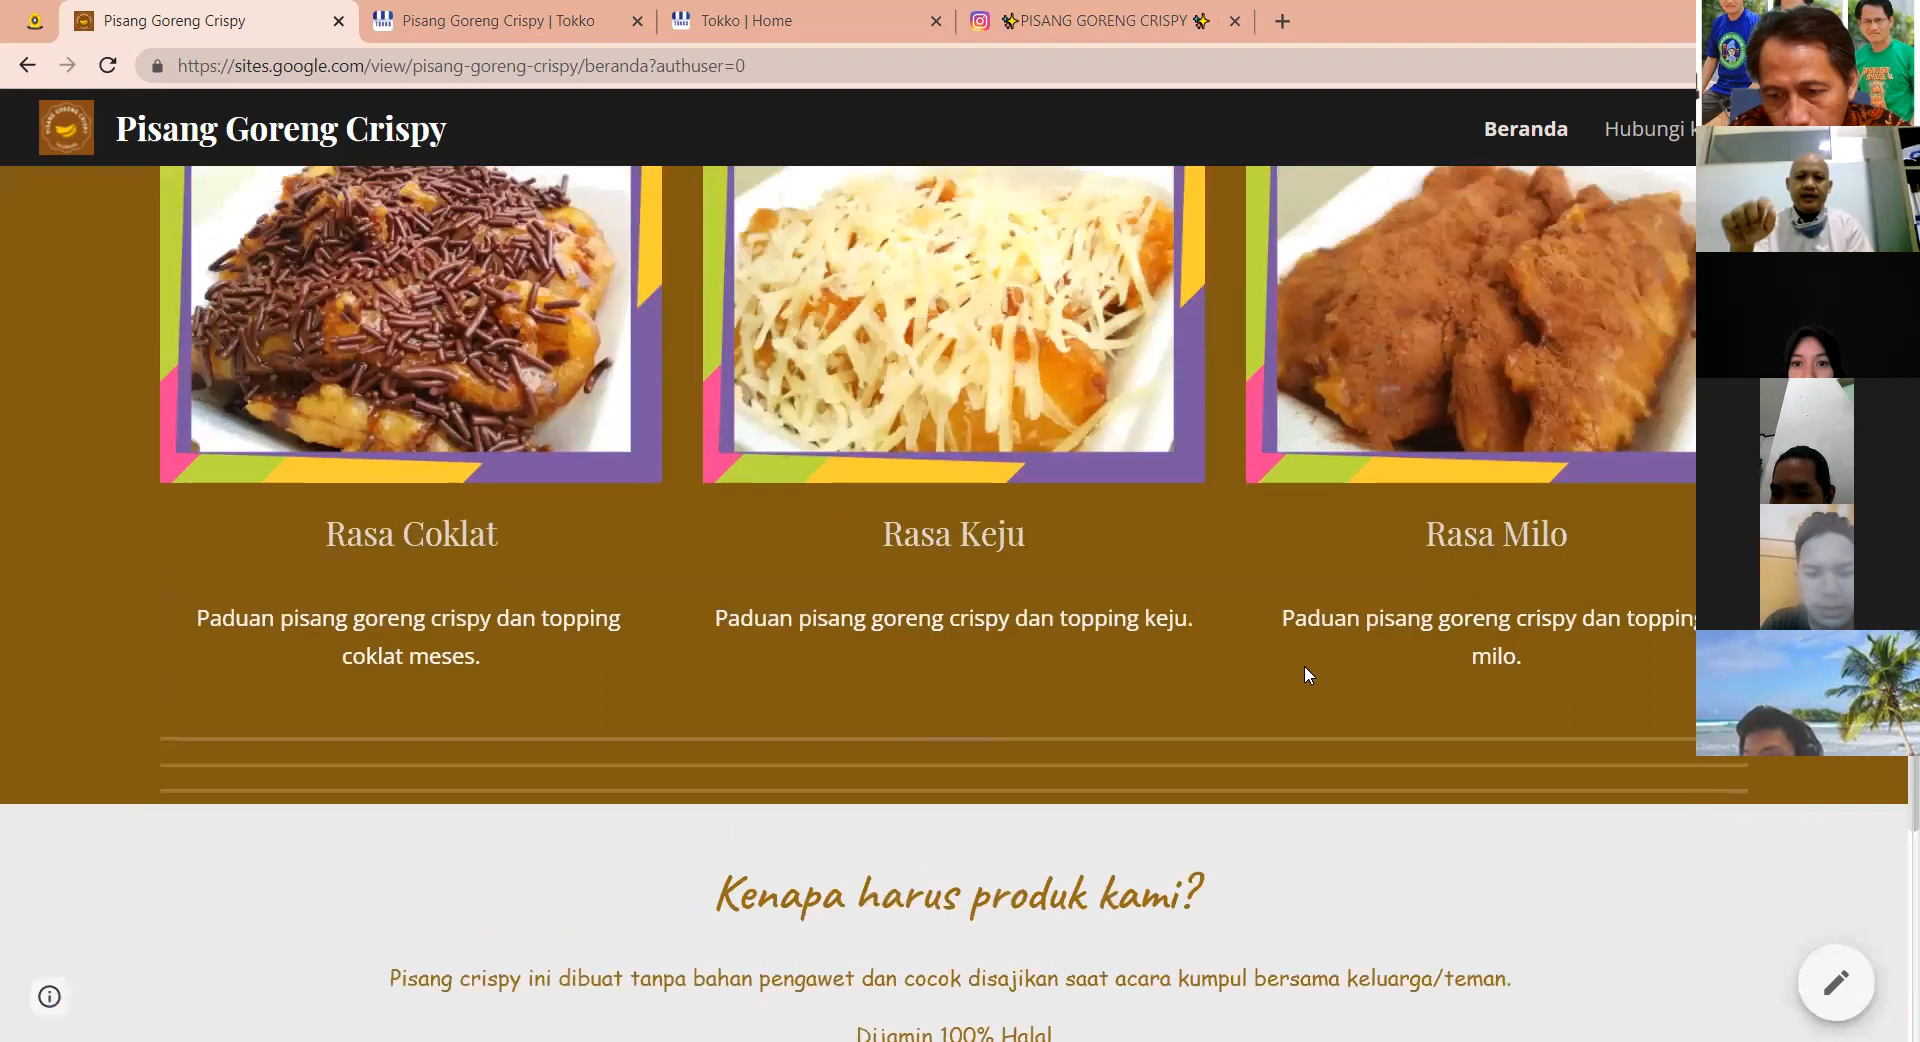 Pisang Goreng Crispy
Pisang Goreng Crispy | Tokko
Tokko | Home
✨PISANG GORENG CRISPY ✨
https://sites.google.com/view/pisang-goreng-crispy/beranda?authuser=0
Pisang Goreng Crispy
Beranda
Hubungi k
Rasa Coklat
Rasa Keju
Rasa Milo
Paduan pisang goreng crispy dan topping
coklat meses.
Paduan pisang goreng crispy dan topping keju.
Paduan pisang goreng crispy dan topping
milo.
Kenapa harus produk kami?
Pisang crispy ini dibuat tanpa bahan pengawet dan cocok disajikan saat acara kumpul bersama keluarga/teman.
Dijamin 100% Halal